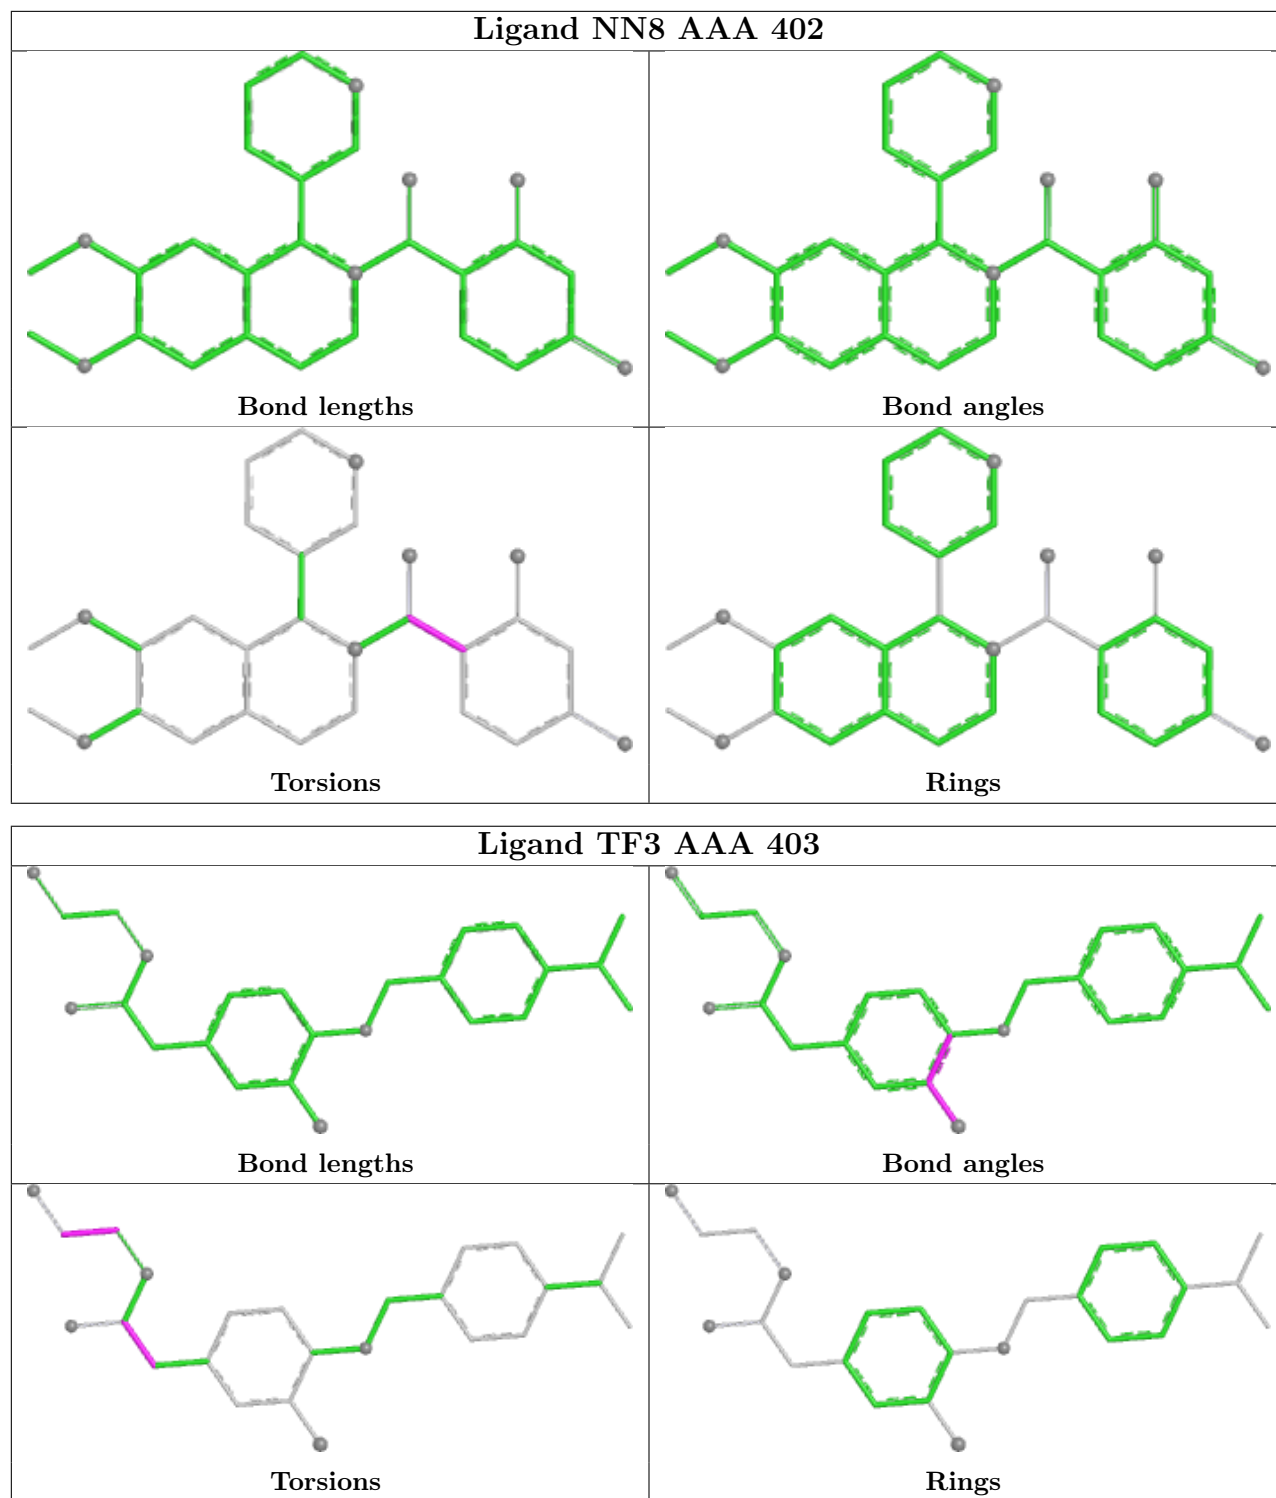 Ligand NN8 AAA 402
Bond lengths
Bond angles
Torsions
Rings
Ligand TF3 AAA 403
Bond lengths
Bond angles
Torsions
Rings